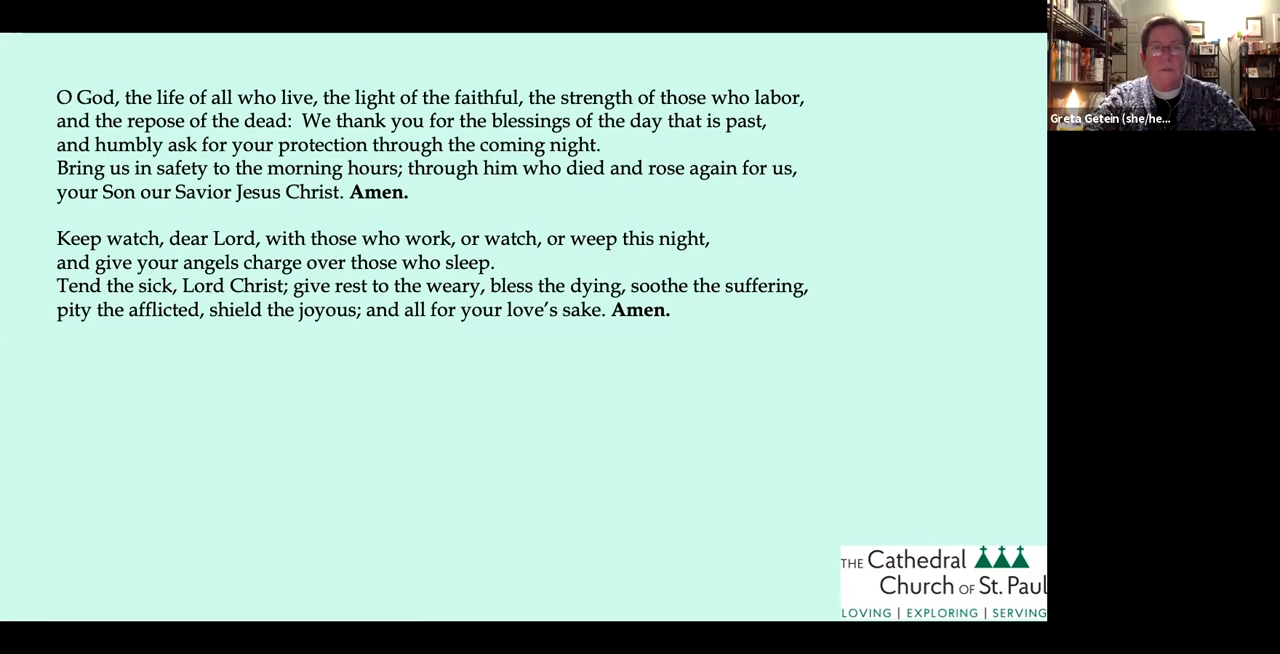 O God, the life of all who live, the light of the faithful, the strength of those who labor,
and the repose of the dead:  We thank you for the blessings of the day that is past,
and humbly ask for your protection through the coming night.
Bring us in safety to the morning hours; through him who died and rose again for us,
your Son our Savior Jesus Christ. Amen.
Keep watch, dear Lord, with those who work, or watch, or weep this night,
and give your angels charge over those who sleep.
Tend the sick, Lord Christ; give rest to the weary, bless the dying, soothe the suffering,
pity the afflicted, shield the joyous; and all for your love’s sake. Amen.
Greta Getein (she/he...
THE Cathedral
Church OF St. Paul
LOVING | EXPLORING | SERVING